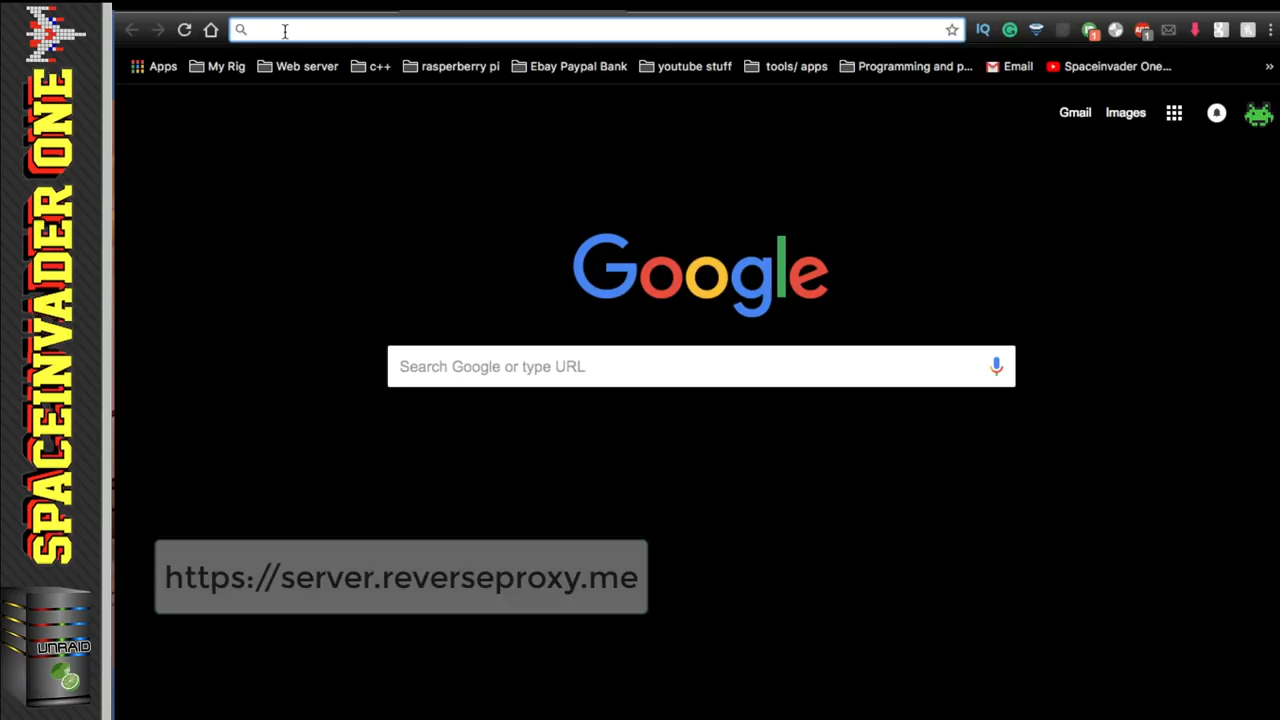 SPACEINVADER ONE
UNRAID
Apps My Rig Web server c++ rasperberry pi Ebay Paypal Bank youtube stuff tools/ apps Programming and p... Email Spaceinvader One... »
Gmail Images
Google
Search Google or type URL
https://server.reverseproxy.me